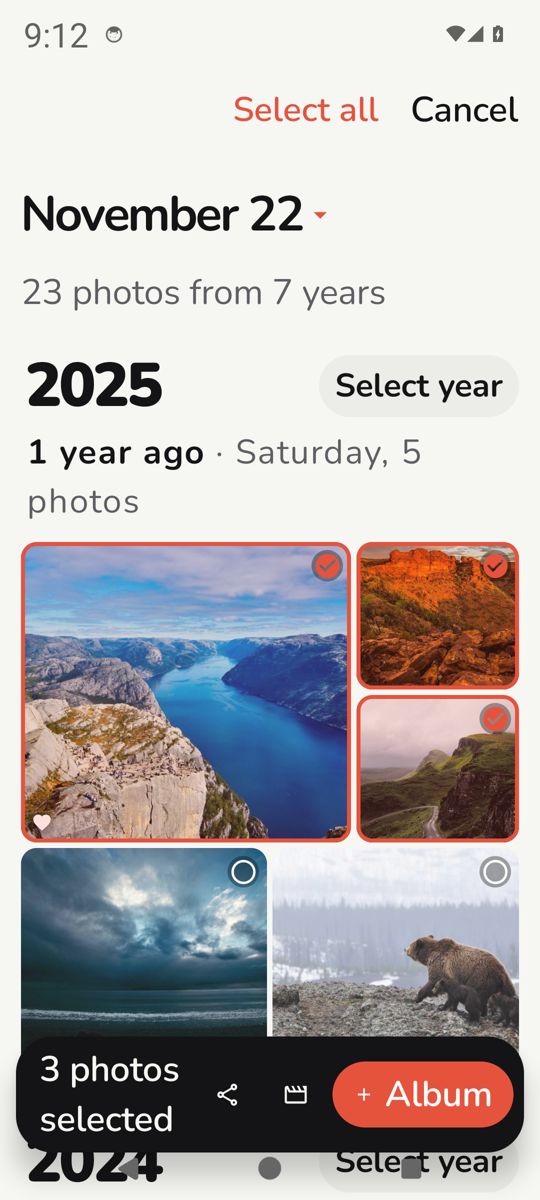 9:12
Select all Cancel
November 22
23 photos from 7 years
2025 Select year
1 year ago · Saturday, 5
photos
3 photos
selected
+ Album
2024 Select year